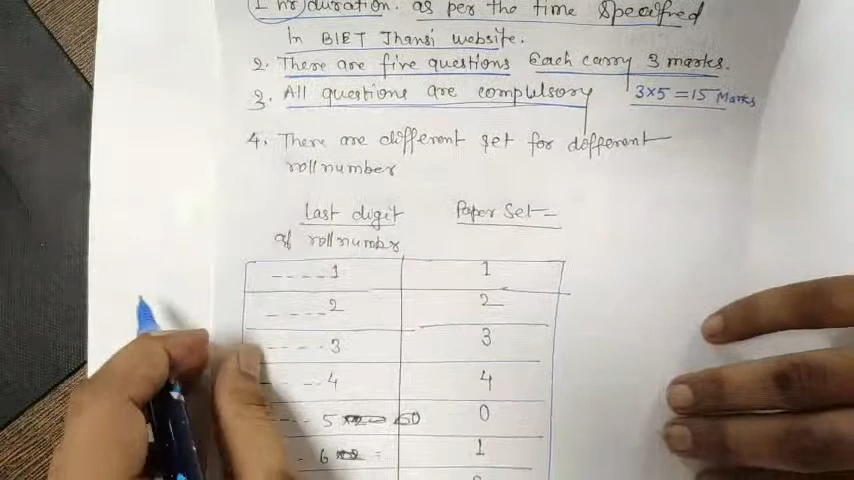 1 hr) duration. as per the time Specified
In BIET Jhansi website.
2. There are five questions Each carry 3 marks.
3. All questions are compulsory 3×5 = 15 Marks
4. There are different set for different
roll number
Last digit Paper Set-
of roll number
- - - - 1 1
- - - - 2 2
- - - - 3 3
- - - 4 4
- - - - 5 0
- 6 1